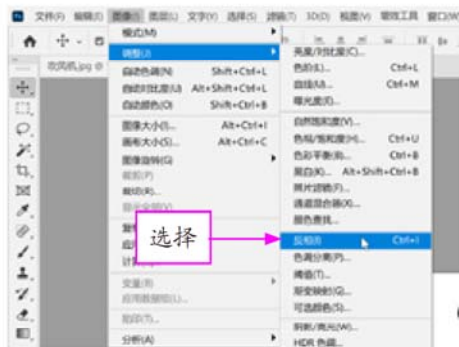 文件(F) 编辑(E) 图像(I) 图层(L) 文字(Y) 选择(S) 滤镜(T) 3D(D) 视图(V) 增效工具 窗口(W)
吹风机.jpg @
模式(M)
调整(J)
自动色调(N) Shift+Ctrl+L
自动对比度(U) Alt+Shift+Ctrl+L
自动颜色(O) Shift+Ctrl+B
图像大小(I)... Alt+Ctrl+I
画布大小(S)... Alt+Ctrl+C
图像旋转(G)
裁剪(P)
裁切(R)...
显示全部(V)
变量(B)
应用数据组(L)...
陷印(T)...
分析(A)
亮度/对比度(C)...
色阶(L)... Ctrl+L
曲线(U)... Ctrl+M
曝光度(E)...
自然饱和度(V)...
色相/饱和度(H)... Ctrl+U
色彩平衡(B)... Ctrl+B
黑白(K)... Alt+Shift+Ctrl+B
照片滤镜(F)...
通道混合器(X)...
颜色查找...
反相(I) Ctrl+I
色调分离(P)...
阈值(T)...
渐变映射(G)...
可选颜色(S)...
阴影/高光(W)...
HDR 色调...
选择